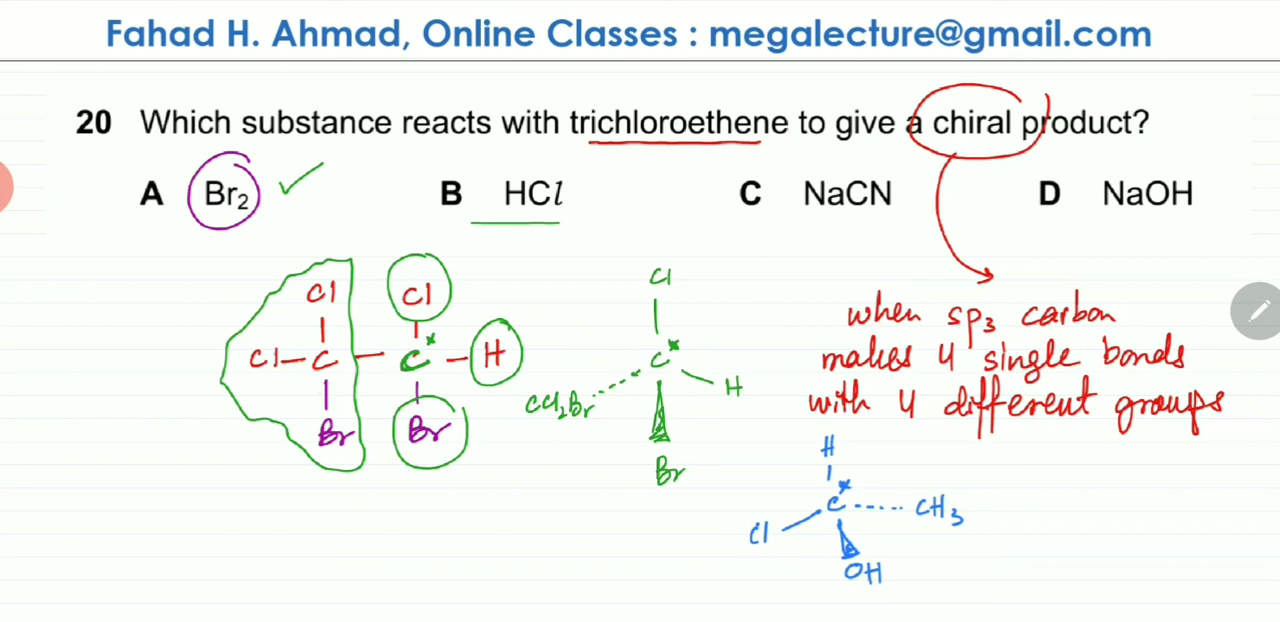 Fahad H. Ahmad, Online Classes : megalecture@gmail.com
20 Which substance reacts with trichloroethene to give a chiral product?
A Br2 B HCl C NaCN D NaOH
Cl Cl
Cl–C–C*–H
Br Br
Cl
C*
CCl2Br H
Br
when sp3 carbon
makes 4 single bonds
with 4 different groups
H
C* CH3
Cl
OH